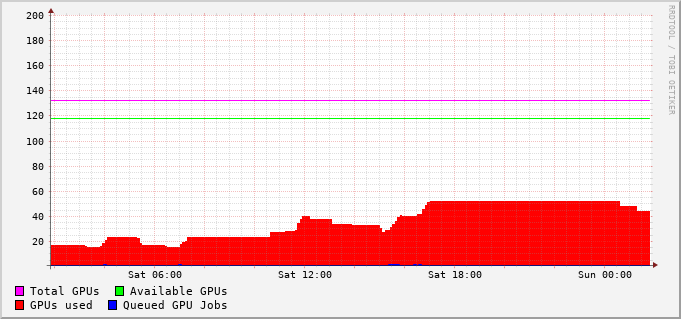 200
180
160
140
120
100
80
60
40
20
Sat 06:00 Sat 12:00 Sat 18:00 Sun 00:00
Total GPUs Available GPUs
GPUs used Queued GPU Jobs
RRDTOOL / TOBI OETIKER